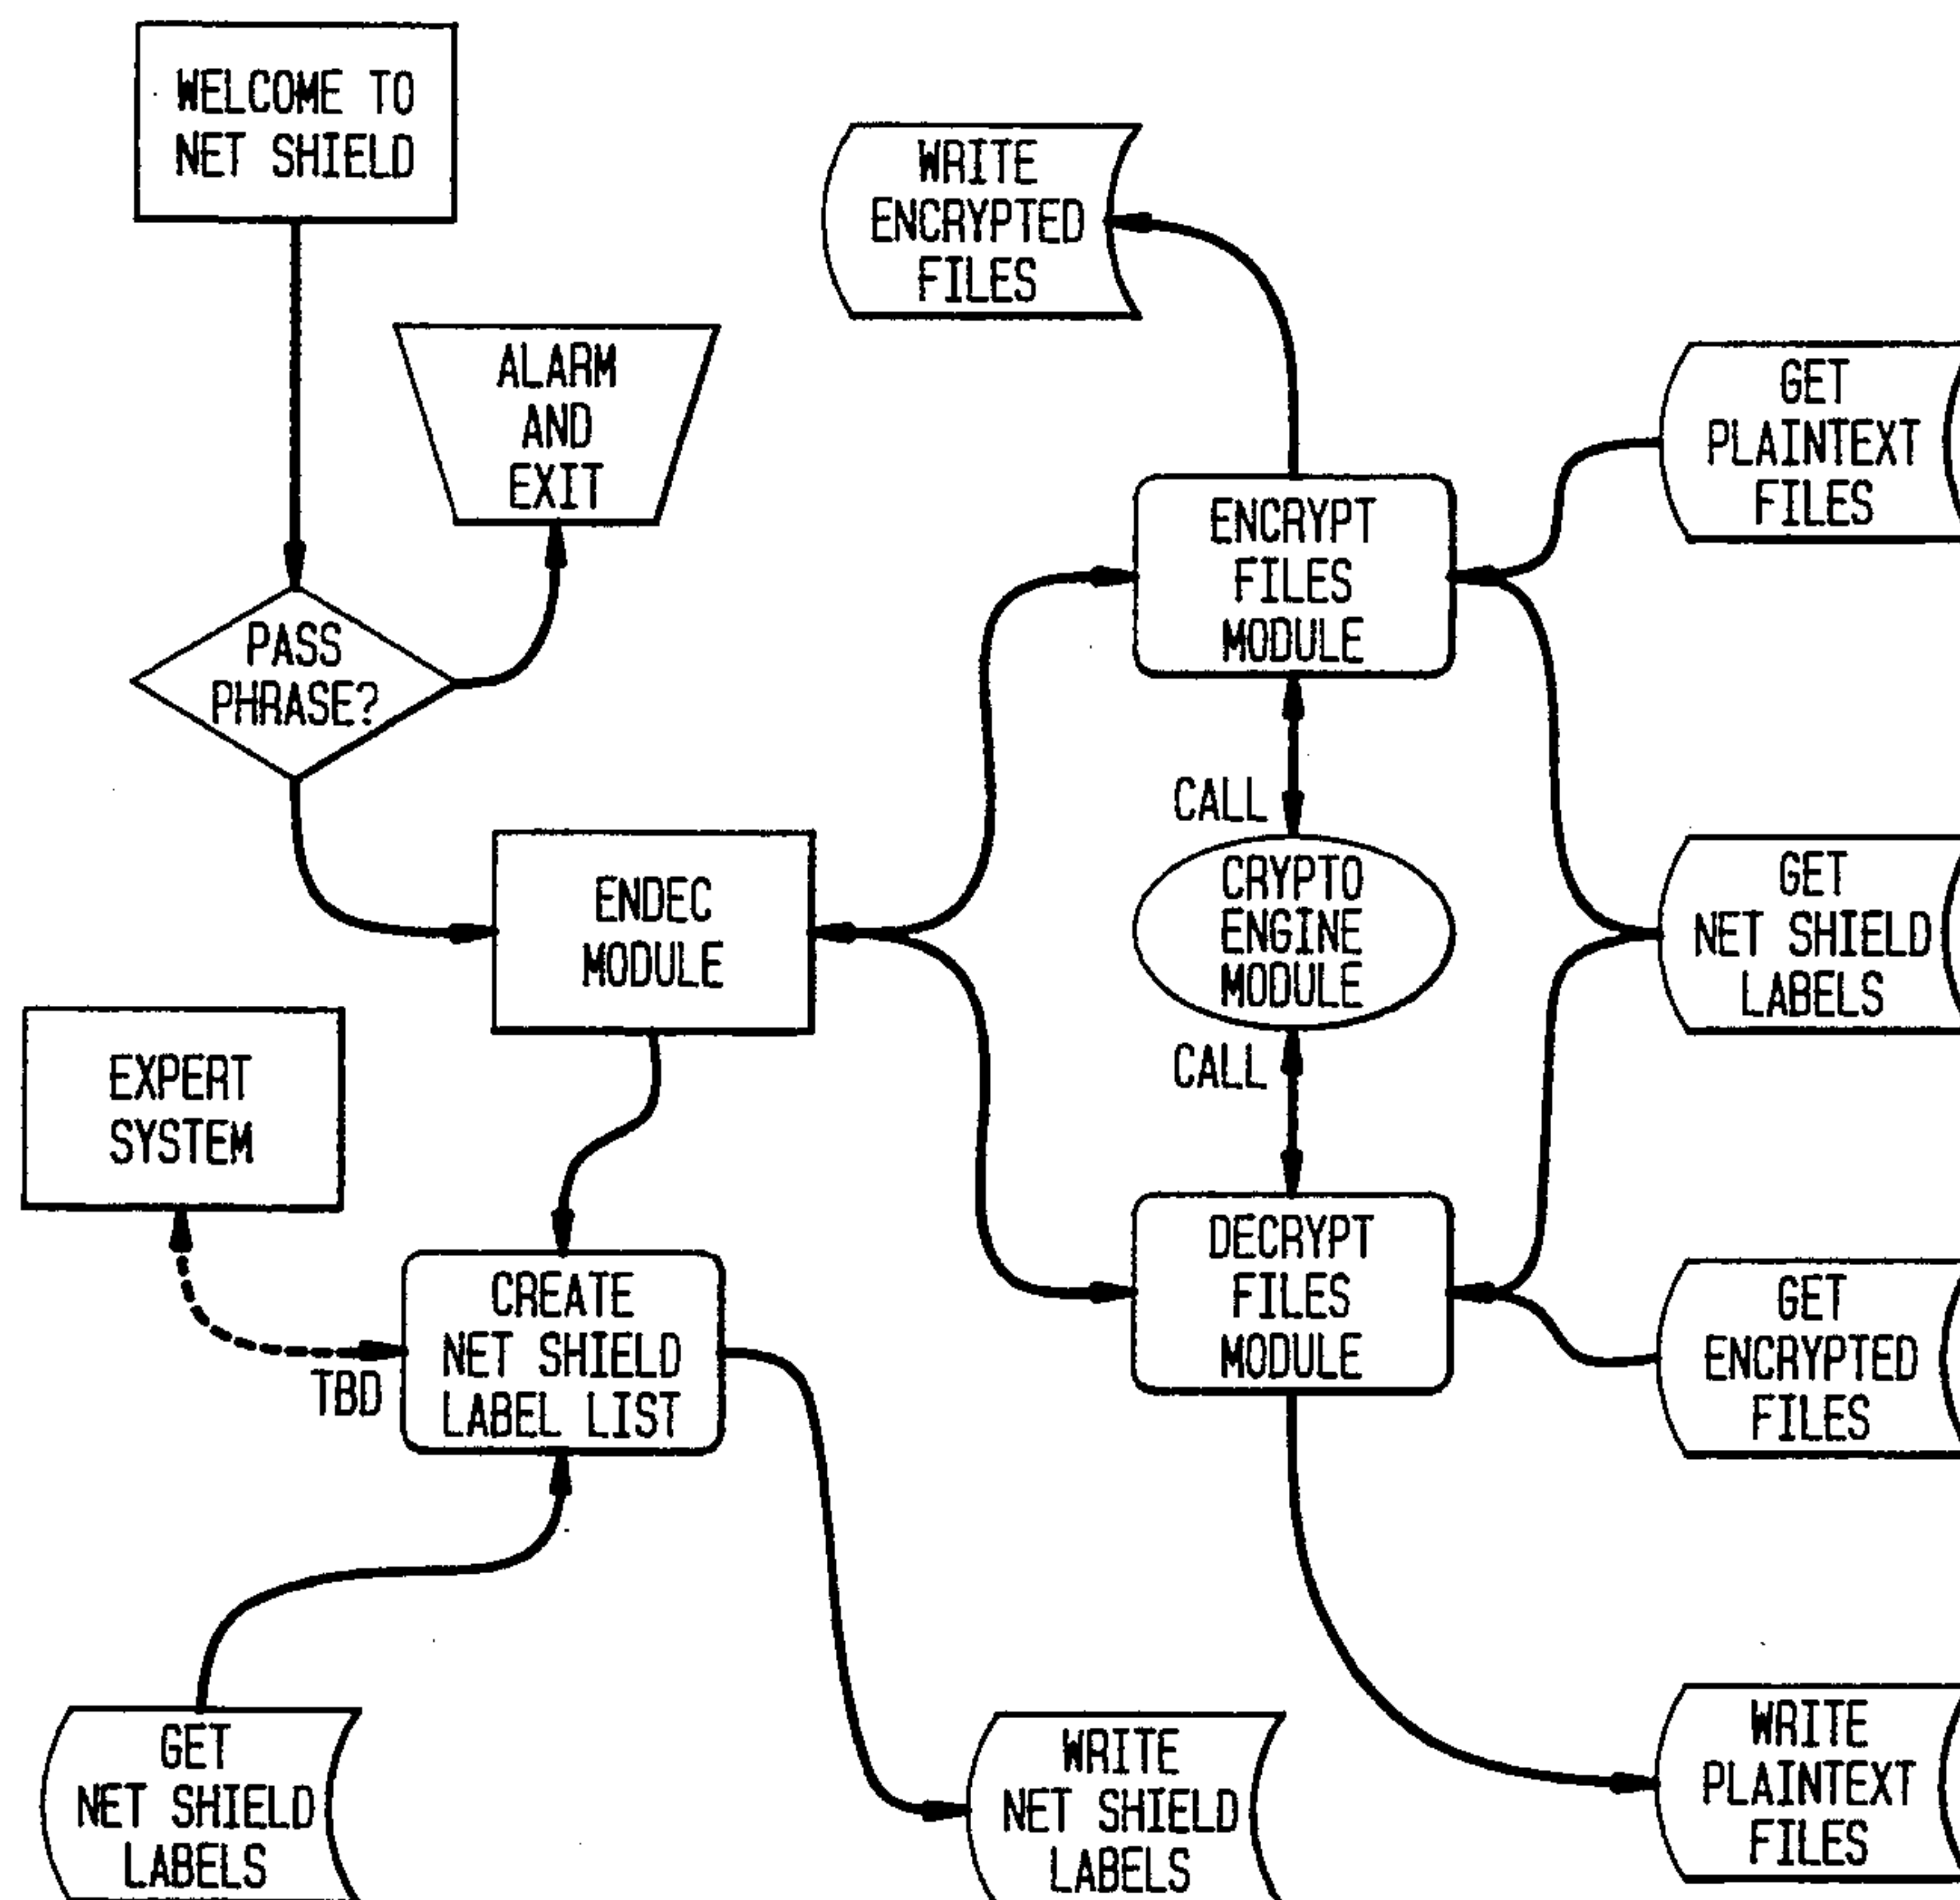 WELCOME TO
NET SHIELD
WRITE
ENCRYPTED
FILES
ALARM
AND
EXIT
GET
PLAINTEXT
FILES
ENCRYPT
FILES
MODULE
PASS
PHRASE?
CALL
ENDEC
MODULE
CRYPTO
ENGINE
MODULE
GET
NET SHIELD
LABELS
CALL
EXPERT
SYSTEM
DECRYPT
FILES
MODULE
CREATE
NET SHIELD
LABEL LIST
TBD
GET
ENCRYPTED
FILES
GET
NET SHIELD
LABELS
WRITE
NET SHIELD
LABELS
WRITE
PLAINTEXT
FILES